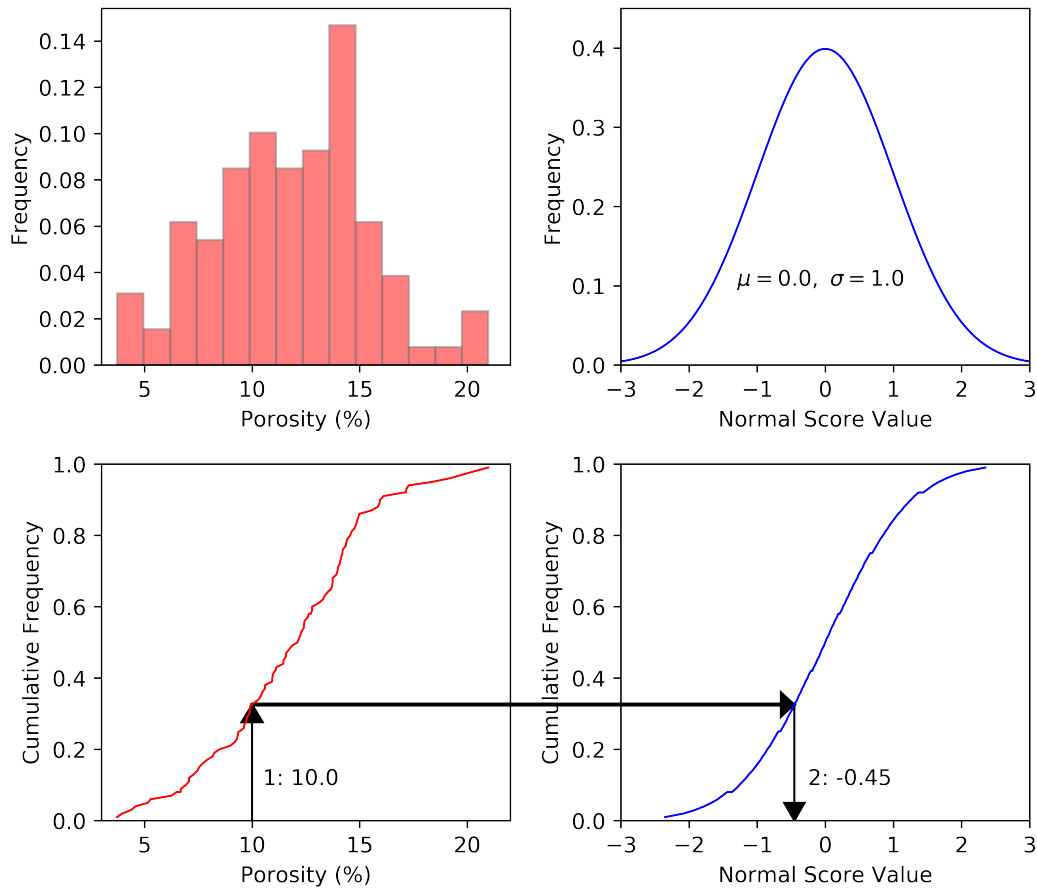 Frequency
0.14
0.12
0.10
0.08
0.06
0.04
0.02
0.00
5 10 15 20
Porosity (%)
Frequency
0.4
0.3
0.2
0.1
0.0
μ = 0.0, σ = 1.0
−3 −2 −1 0 1 2 3
Normal Score Value
Cumulative Frequency
1.0
0.8
0.6
0.4
0.2
0.0
1: 10.0
5 10 15 20
Porosity (%)
Cumulative Frequency
1.0
0.8
0.6
0.4
0.2
0.0
2: -0.45
−3 −2 −1 0 1 2 3
Normal Score Value